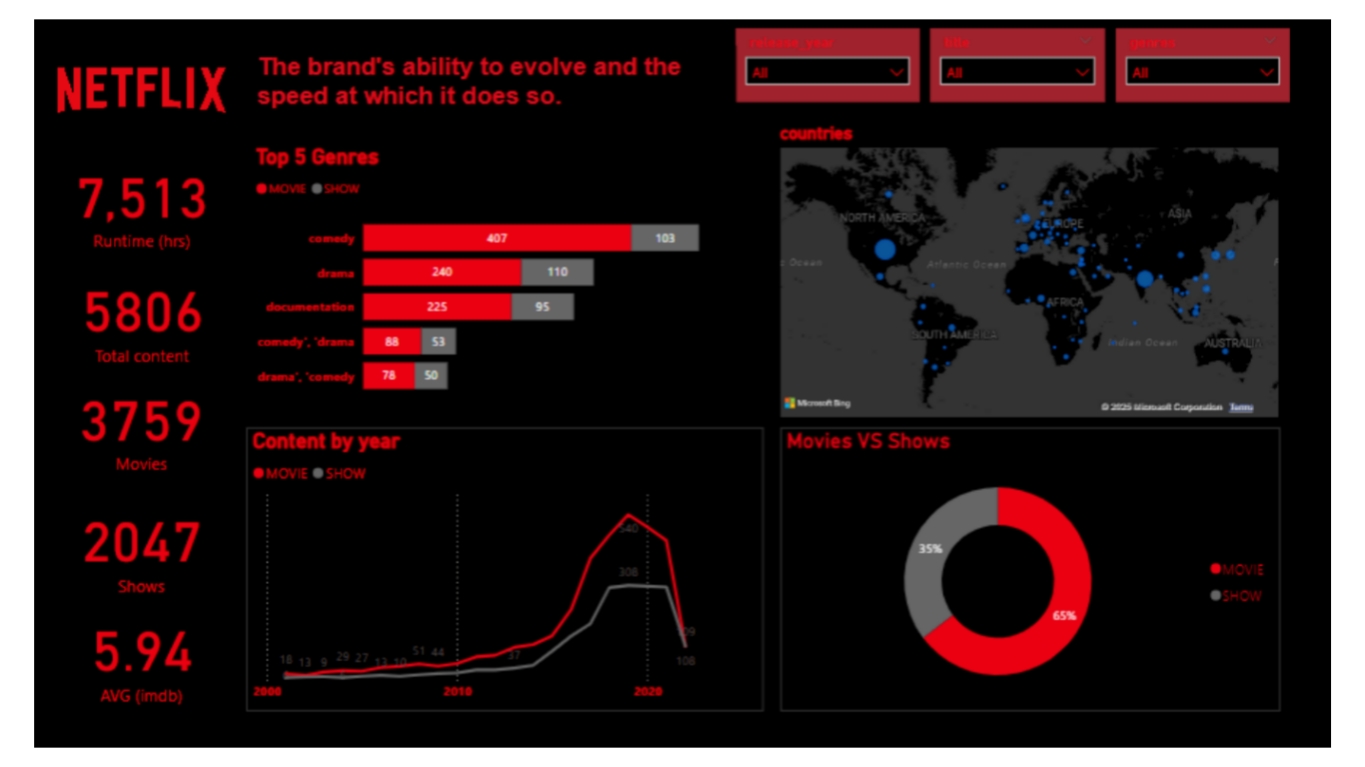 NETFLIX
The brand's ability to evolve and the
speed at which it does so.
release_year
title
genres
All
All
All
7,513
Runtime (hrs)
5806
Total content
3759
Movies
2047
Shows
5.94
AVG (imdb)
Top 5 Genres
MOVIE SHOW
comedy 407 103
drama 240 110
documentation 225 95
comedy', 'drama 88 53
drama', 'comedy 78 50
countries
NORTH AMERICA
EUROPE
ASIA
c Ocean
Atlantic Ocean
AFRICA
SOUTH AMERICA
Indian Ocean
AUSTRALIA
Microsoft Bing
© 2025 Microsoft Corporation Terms
Content by year
MOVIE SHOW
540
308
109
18 13 9 29 27 13 10 51 44 37
108
2000 2010 2020
Movies VS Shows
35%
65%
MOVIE
SHOW